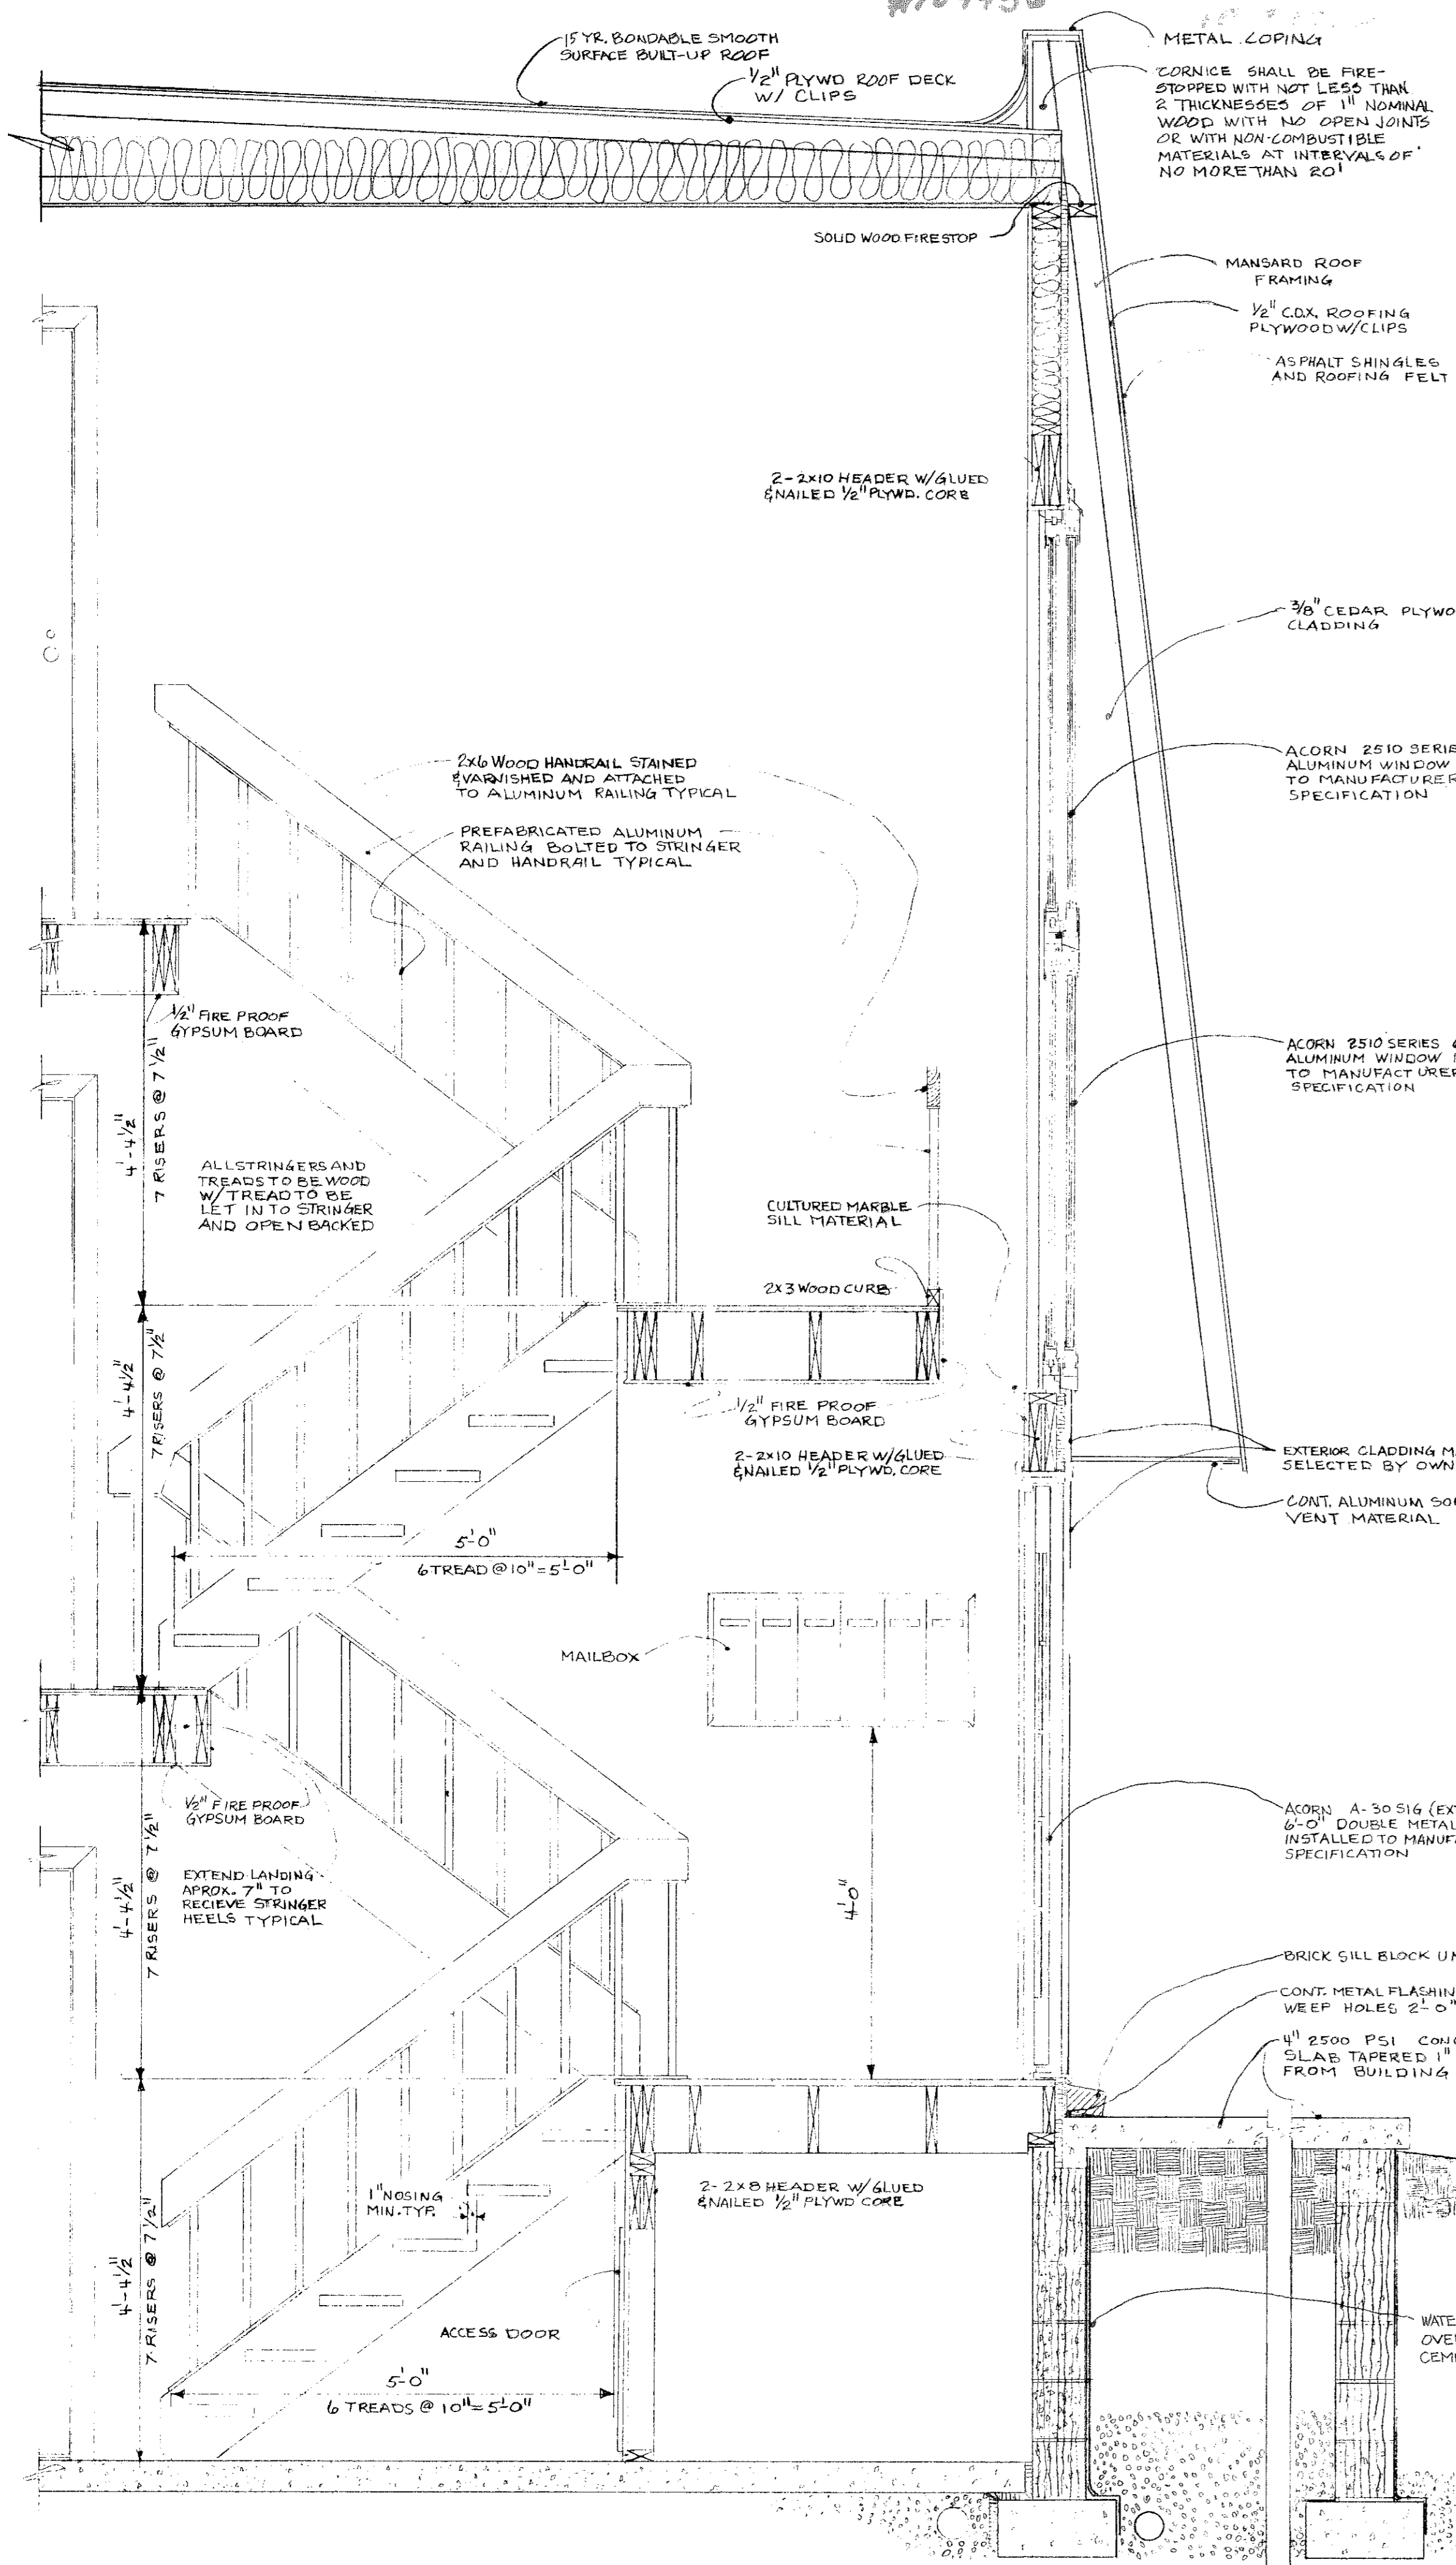 15 YR. BONDABLE SMOOTH
SURFACE BUILT-UP ROOF
1/2" PLYWD ROOF DECK
W/ CLIPS
METAL COPING
CORNICE SHALL BE FIRE-
STOPPED WITH NOT LESS THAN
2 THICKNESSES OF 1" NOMINAL
WOOD WITH NO OPEN JOINTS
OR WITH NON-COMBUSTIBLE
MATERIALS AT INTERVALS OF
NO MORE THAN 20'
SOLID WOOD FIRESTOP
MANSARD ROOF
FRAMING
1/2" C.D.X. ROOFING
PLYWOOD W/CLIPS
ASPHALT SHINGLES
AND ROOFING FELT
2-2X10 HEADER W/GLUED
& NAILED 1/2" PLYWD. CORE
3/8" CEDAR PLYWO
CLADDING
2X6 WOOD HANDRAIL STAINED
& VARNISHED AND ATTACHED
TO ALUMINUM RAILING TYPICAL
ACORN 2510 SERIE
ALUMINUM WINDOW
TO MANUFACTURER
SPECIFICATION
PREFABRICATED ALUMINUM
RAILING BOLTED TO STRINGER
AND HANDRAIL TYPICAL
1/2" FIRE PROOF
GYPSUM BOARD
4'-4 1/2"
7 RISERS @ 7 1/2"
ACORN 2510 SERIES
ALUMINUM WINDOW
TO MANUFACTURER
SPECIFICATION
ALL STRINGERS AND
TREADS TO BE WOOD
W/ TREAD TO BE
LET IN TO STRINGER
AND OPEN BACKED
CULTURED MARBLE
SILL MATERIAL
2X3 WOOD CURB
4'-4 1/2"
7 RISERS @ 7 1/2"
1/2" FIRE PROOF
GYPSUM BOARD
2-2X10 HEADER W/GLUED
& NAILED 1/2" PLYWD. CORE
EXTERIOR CLADDING M
SELECTED BY OWN
CONT. ALUMINUM SO
VENT MATERIAL
5'-0"
6 TREAD @ 10" = 5'-0"
MAILBOX
1/2" FIRE PROOF
GYPSUM BOARD
4'-4 1/2"
7 RISERS @ 7 1/2"
EXTEND LANDING
APROX. 7" TO
RECIEVE STRINGER
HEELS TYPICAL
4'-0"
ACORN A-30 SIG (EX
6'-0" DOUBLE METAL
INSTALLED TO MANUF
SPECIFICATION
BRICK SILL BLOCK UN
CONT. METAL FLASHIN
WEEP HOLES 2'-0"
4" 2500 PSI CONC
SLAB TAPERED 1"
FROM BUILDING
1" NOSING
MIN. TYP.
2-2X8 HEADER W/ GLUED
& NAILED 1/2" PLYWD CORE
4'-4 1/2"
7 RISERS @ 7 1/2"
ACCESS DOOR
WATE
OVE
CEM
5'-0"
6 TREADS @ 10" = 5'-0"